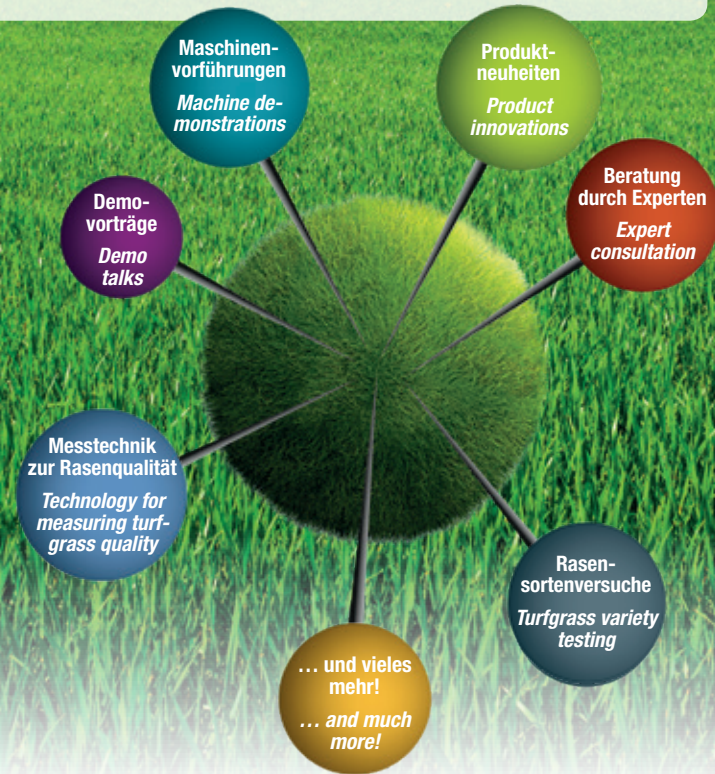 Maschinen-
vorführungen
Machine de-
monstrations
Produkt-
neuheiten
Product
innovations
Demo-
vorträge
Demo
talks
Beratung
durch Experten
Expert
consultation
Messtechnik
zur Rasenqualität
Technology for
measuring turf-
grass quality
Rasen-
sortenversuche
Turfgrass variety
testing
… und vieles
mehr!
… and much
more!